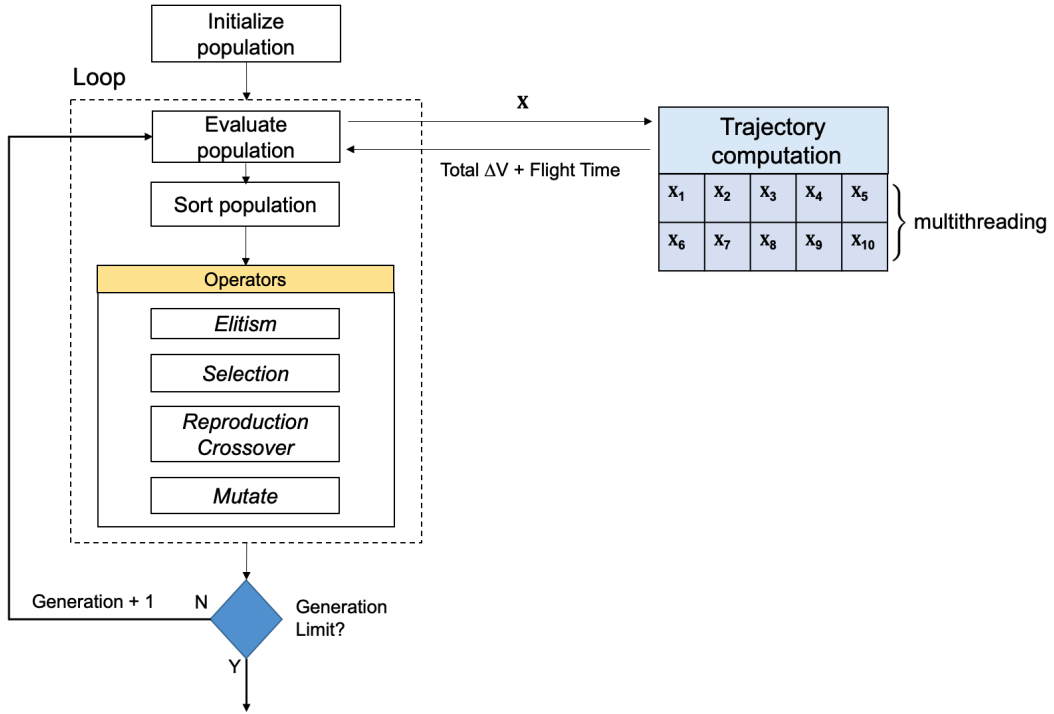 Initialize
population
Loop
Evaluate
population
x
Total ΔV + Flight Time
Trajectory
computation
x₁ x₂ x₃ x₄ x₅
x₆ x₇ x₈ x₉ x₁₀
multithreading
Sort population
Operators
Elitism
Selection
Reproduction
Crossover
Mutate
Generation + 1
N
Generation
Limit?
Y